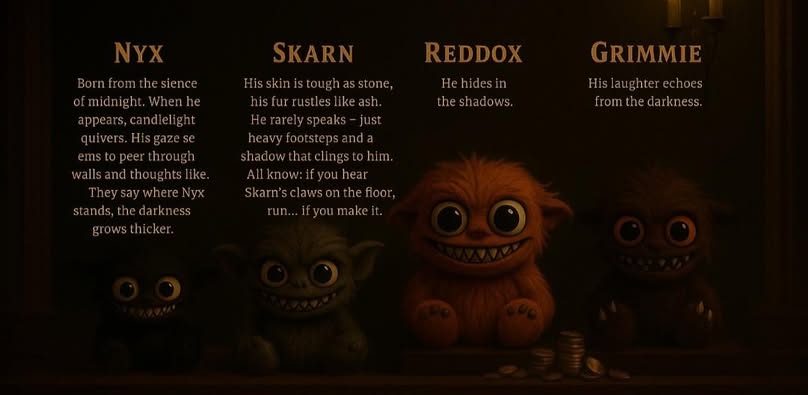 NYX
Born from the sience
of midnight. When he
appears, candlelight
quivers. His gaze se
ems to peer through
walls and thoughts like.
They say where Nyx
stands, the darkness
grows thicker.
SKARN
His skin is tough as stone,
his fur rustles like ash.
He rarely speaks – just
heavy footsteps and a
shadow that clings to him.
All know: if you hear
Skarn's claws on the floor,
run... if you make it.
REDDOX
He hides in
the shadows.
GRIMMIE
His laughter echoes
from the darkness.